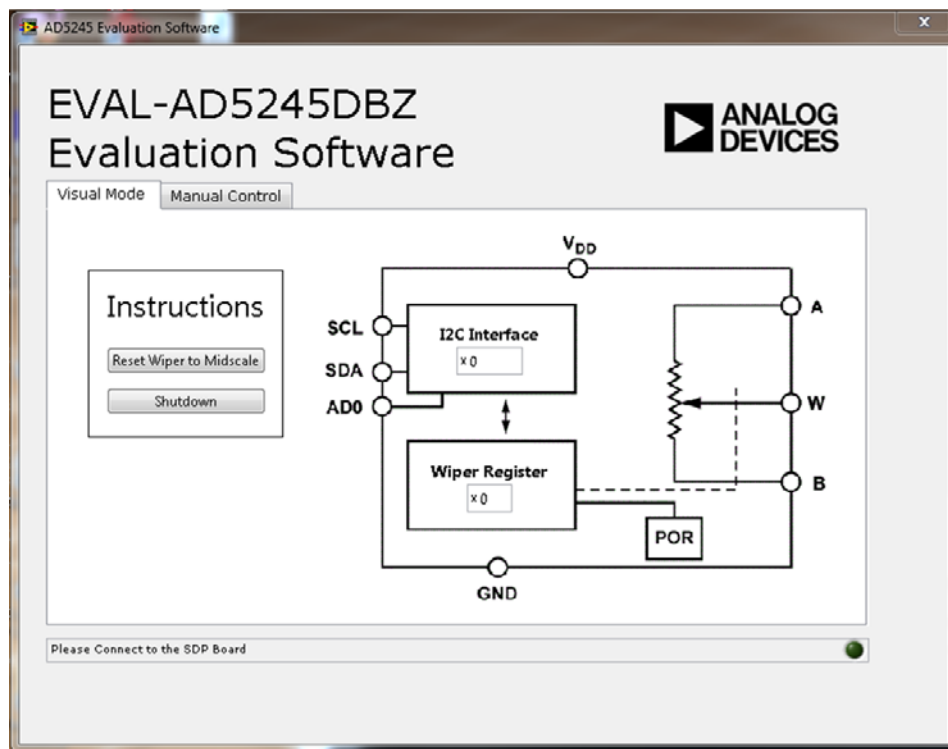 AD5245 Evaluation Software
x
EVAL-AD5245DBZ
Evaluation Software
ANALOG
DEVICES
Visual Mode
Manual Control
Instructions
Reset Wiper to Midscale
Shutdown
VDD
SCL
SDA
AD0
I2C Interface
x 0
Wiper Register
x 0
A
W
B
POR
GND
Please Connect to the SDP Board